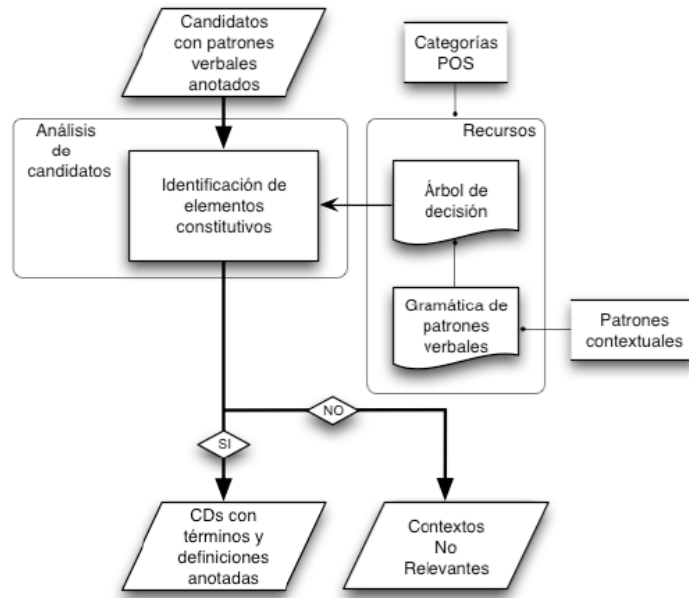 Candidatos
con patrones
verbales
anotados
Categorías
POS
Análisis
de
candidatos
Recursos
Identificación de
elementos
constitutivos
Árbol de
decisión
Gramática de
patrones
verbales
Patrones
contextuales
NO
SI
CDs con
términos y
definiciones
anotadas
Contextos
No
Relevantes